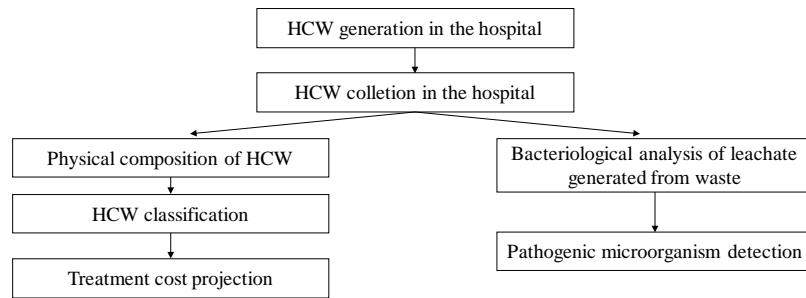 HCW generation in the hospital
HCW colletion in the hospital
Physical composition of HCW
HCW classification
Treatment cost projection
Bacteriological analysis of leachate
generated from waste
Pathogenic microorganism detection